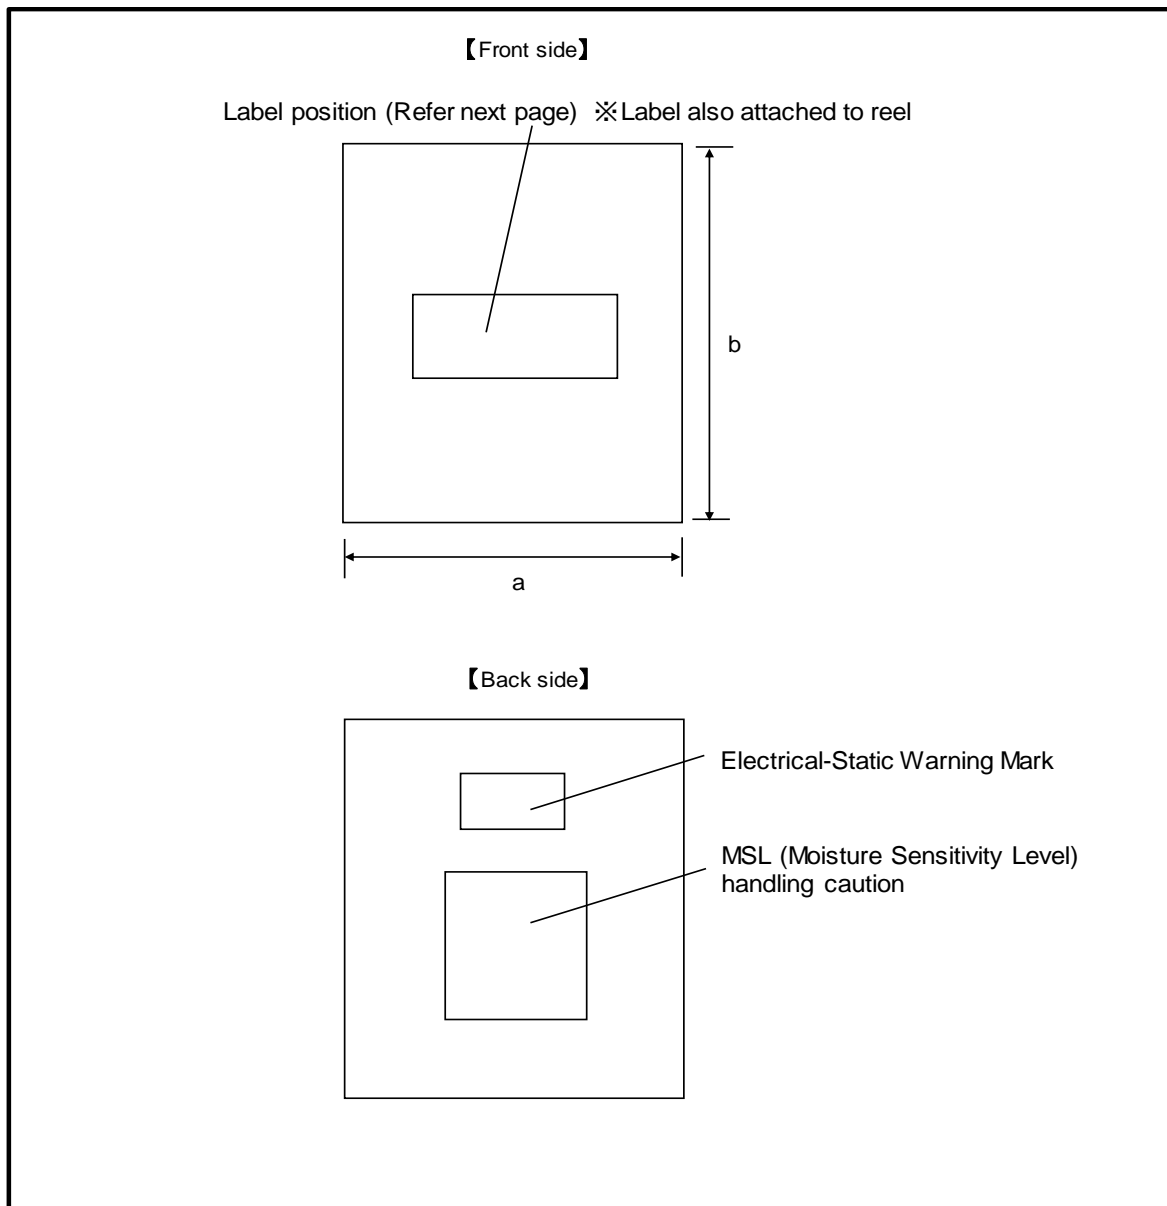 【Front side】
Label position (Refer next page) ※Label also attached to reel
b
a
【Back side】
Electrical-Static Warning Mark
MSL (Moisture Sensitivity Level)
handling caution